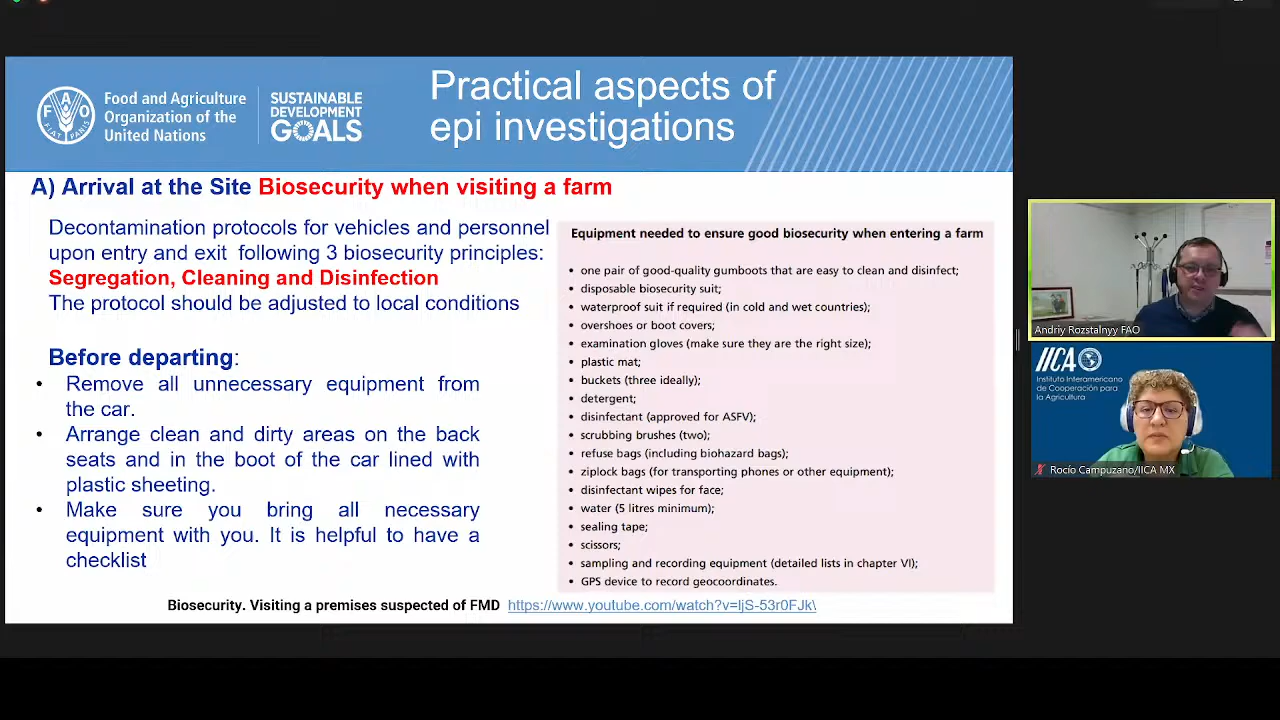 Food and Agriculture
Organization of the
United Nations
F A O
FIAT PANIS
SUSTAINABLE
DEVELOPMENT
GOALS
Practical aspects of
epi investigations
A) Arrival at the Site Biosecurity when visiting a farm
Decontamination protocols for vehicles and personnel
upon entry and exit following 3 biosecurity principles:
Segregation, Cleaning and Disinfection
The protocol should be adjusted to local conditions
Before departing:
• Remove all unnecessary equipment from
the car.
• Arrange clean and dirty areas on the back
seats and in the boot of the car lined with
plastic sheeting.
• Make sure you bring all necessary
equipment with you. It is helpful to have a
checklist
Equipment needed to ensure good biosecurity when entering a farm
• one pair of good-quality gumboots that are easy to clean and disinfect;
• disposable biosecurity suit;
• waterproof suit if required (in cold and wet countries);
• overshoes or boot covers;
• examination gloves (make sure they are the right size);
• plastic mat;
• buckets (three ideally);
• detergent;
• disinfectant (approved for ASFV);
• scrubbing brushes (two);
• refuse bags (including biohazard bags);
• ziplock bags (for transporting phones or other equipment);
• disinfectant wipes for face;
• water (5 litres minimum);
• sealing tape;
• scissors;
• sampling and recording equipment (detailed lists in chapter VI);
• GPS device to record geocoordinates.
Biosecurity. Visiting a premises suspected of FMD https://www.youtube.com/watch?v=ljS-53r0FJk\
Andriy Rozstalnyy FAO
IICA
Instituto Interamericano
de Cooperación para
la Agricultura
Rocío Campuzano/IICA MX